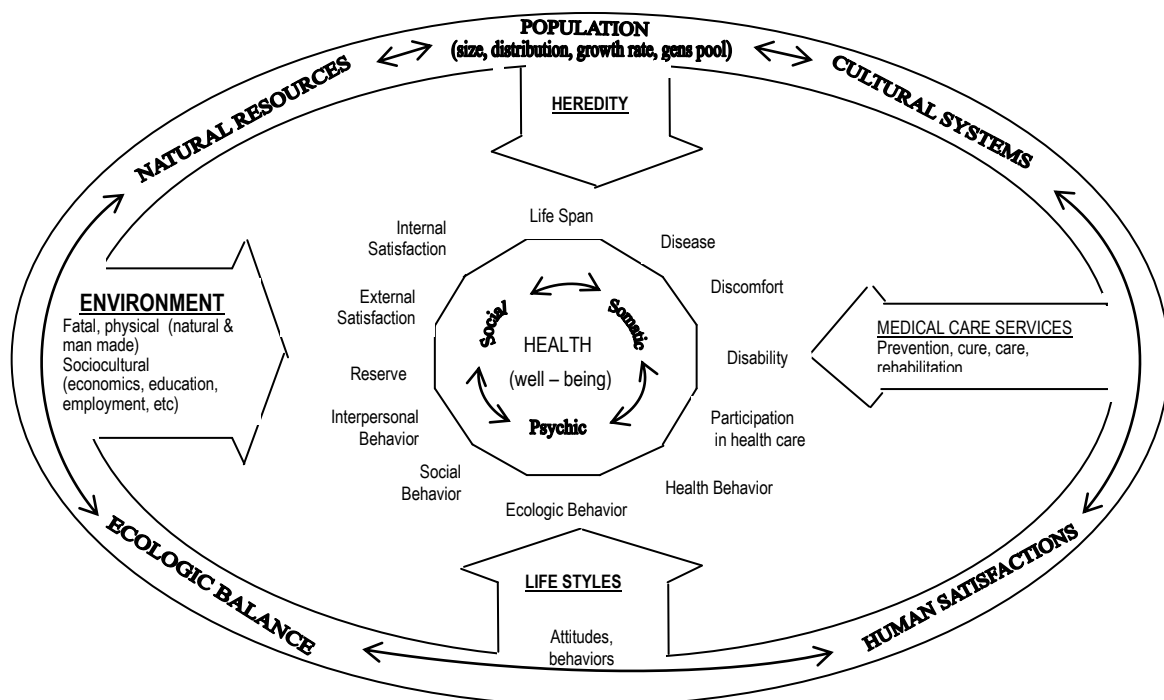 POPULATION
(size, distribution, growth rate, gens pool)
NATURAL RESOURCES
CULTURAL SYSTEMS
HEREDITY
Life Span
Internal
Satisfaction
Disease
External
Satisfaction
Discomfort
ENVIRONMENT
Fatal, physical (natural &
man made)
Sociocultural
(economics, education,
employment, etc)
Social
Somatic
HEALTH
(well – being)
Psychic
MEDICAL CARE SERVICES
Prevention, cure, care,
rehabilitation
Disability
Reserve
Interpersonal
Behavior
Participation
in health care
Social
Behavior
Health Behavior
Ecologic Behavior
LIFE STYLES
Attitudes,
behaviors
ECOLOGIC BALANCE
HUMAN SATISFACTIONS